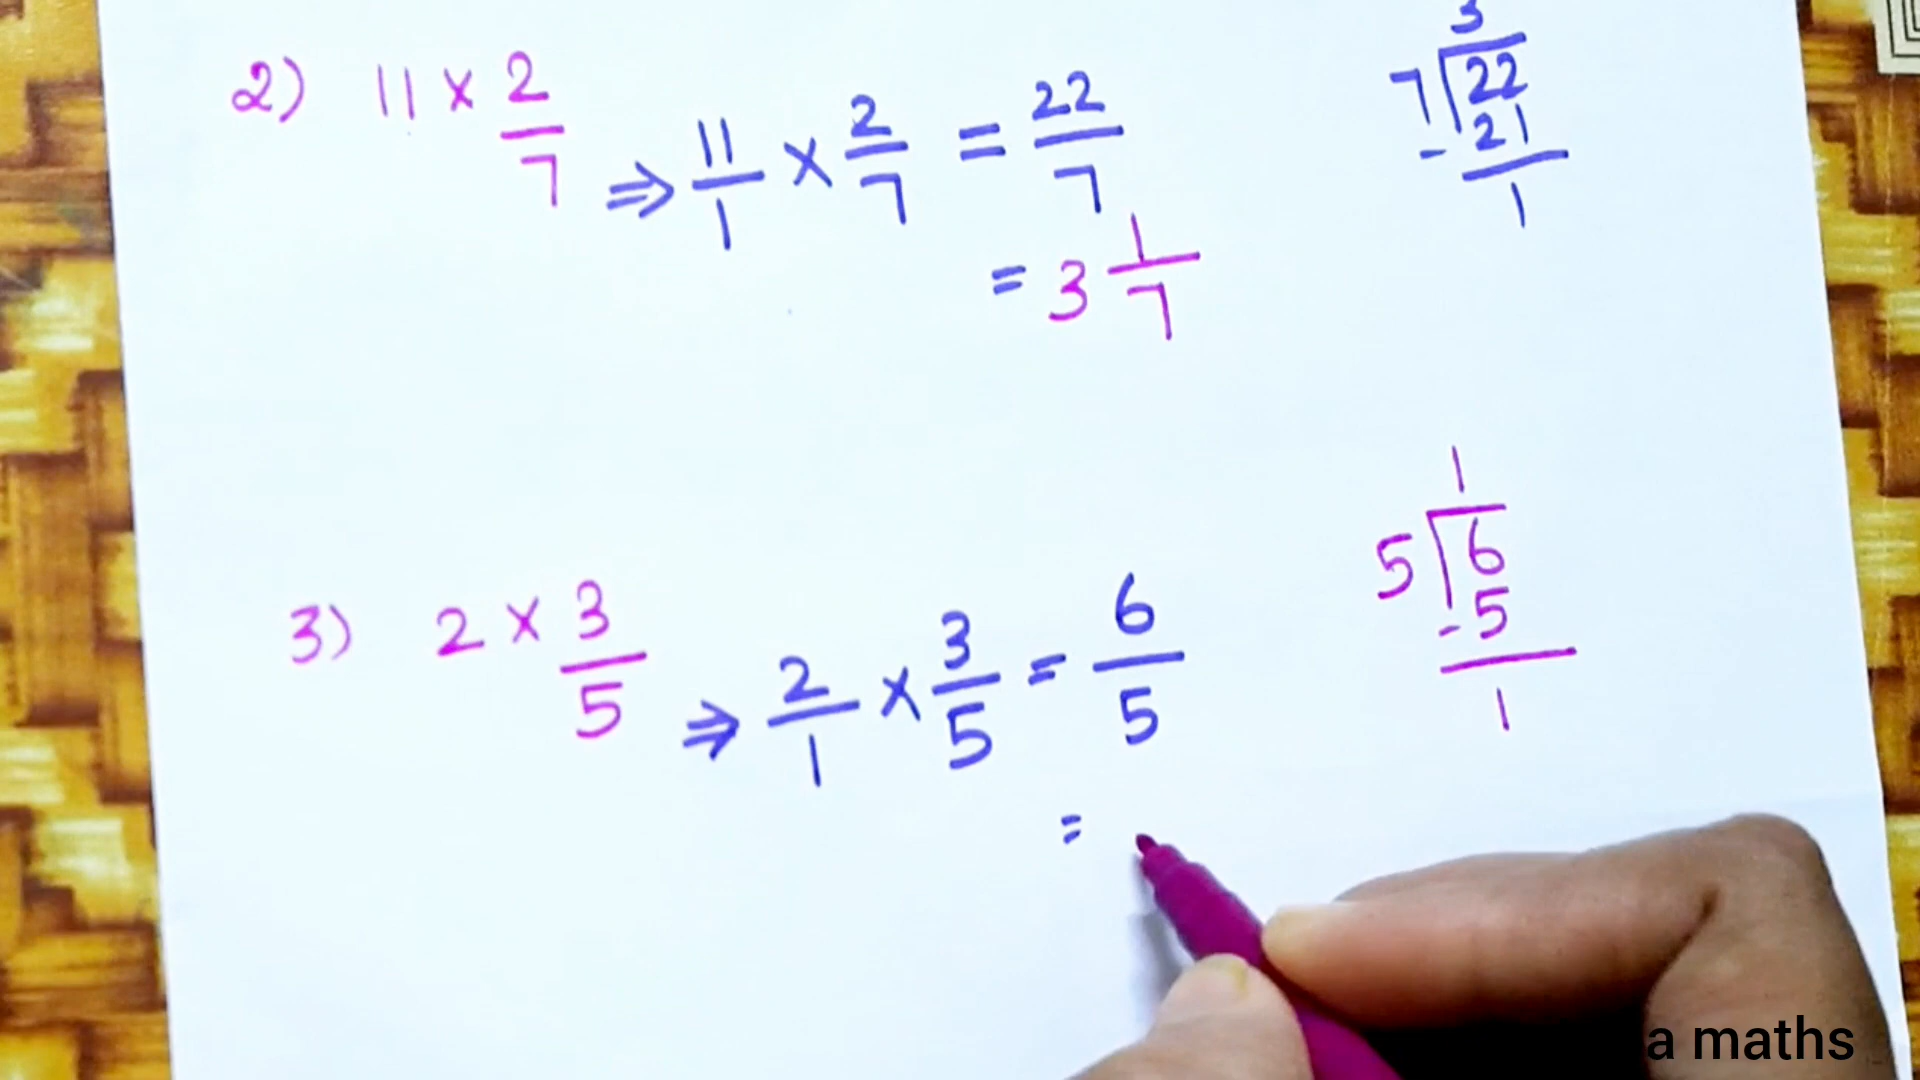 2) 11 × 2/7 ⇒ 11/1 × 2/7 = 22/7
= 3 1/7
3
7 22
- 21
1
3) 2 × 3/5 ⇒ 2/1 × 3/5 = 6/5
=
1
5 6
- 5
1
a maths